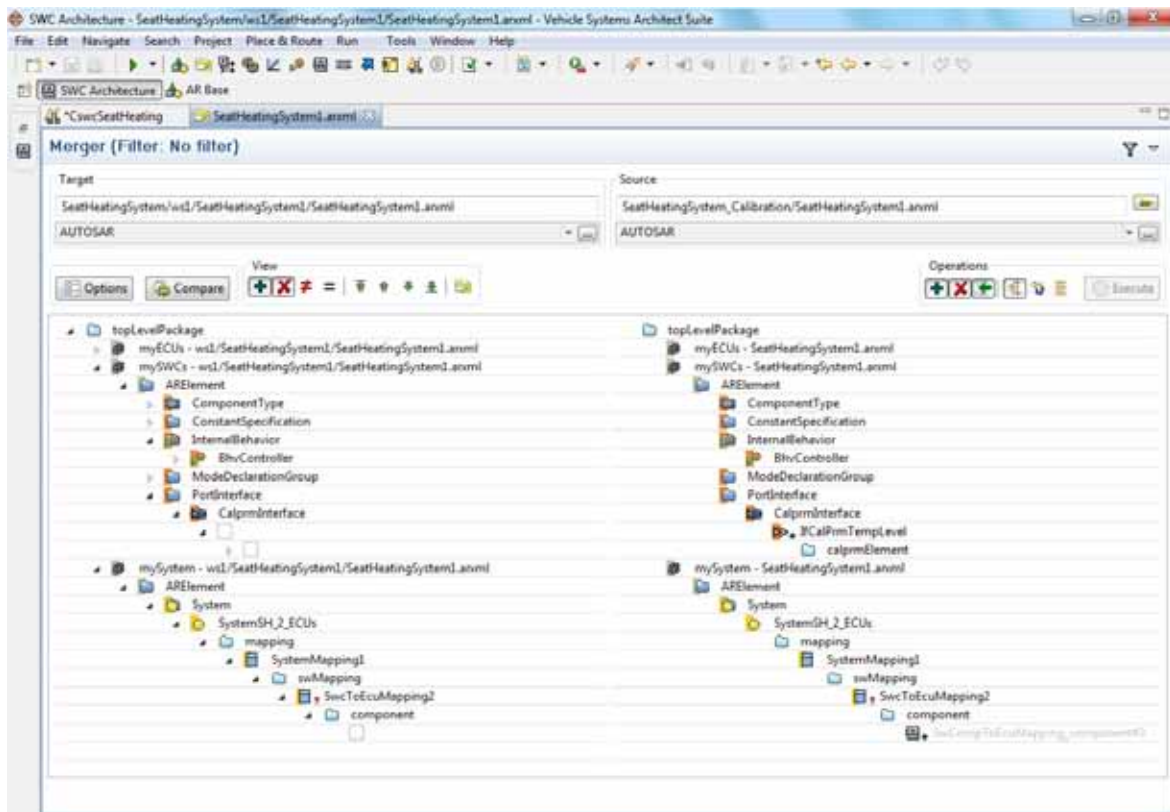 SWC Architecture - SeatHeatingSystem/ws1/SeatHeatingSystem1/SeatHeatingSystem1.arxml - Vehicle Systems Architect Suite
File Edit Navigate Search Project Place & Route Run Tools Window Help
SWC Architecture AR Base
*CswcSeatHeating SeatHeatingSystem1.arxml
Merger (Filter: No filter)
Target Source
SeatHeatingSystem/ws1/SeatHeatingSystem1/SeatHeatingSystem1.arxml SeatHeatingSystem_Calibration/SeatHeatingSystem1.arxml
AUTOSAR ... AUTOSAR ...
View Operations
Options Compare Execute
topLevelPackage topLevelPackage
myECUs - ws1/SeatHeatingSystem1/SeatHeatingSystem1.arxml myECUs - SeatHeatingSystem1.arxml
mySWCs - ws1/SeatHeatingSystem1/SeatHeatingSystem1.arxml mySWCs - SeatHeatingSystem1.arxml
ARElement ARElement
ComponentType ComponentType
ConstantSpecification ConstantSpecification
InternalBehavior InternalBehavior
BhvController BhvController
ModeDeclarationGroup ModeDeclarationGroup
PortInterface PortInterface
CalprmInterface CalprmInterface
IfCalPrmTempLevel
calprmElement
mySystem - ws1/SeatHeatingSystem1/SeatHeatingSystem1.arxml mySystem - SeatHeatingSystem1.arxml
ARElement ARElement
System System
SystemSH_2_ECUs SystemSH_2_ECUs
mapping mapping
SystemMapping1 SystemMapping1
swMapping swMapping
SwcToEcuMapping2 SwcToEcuMapping2
component component